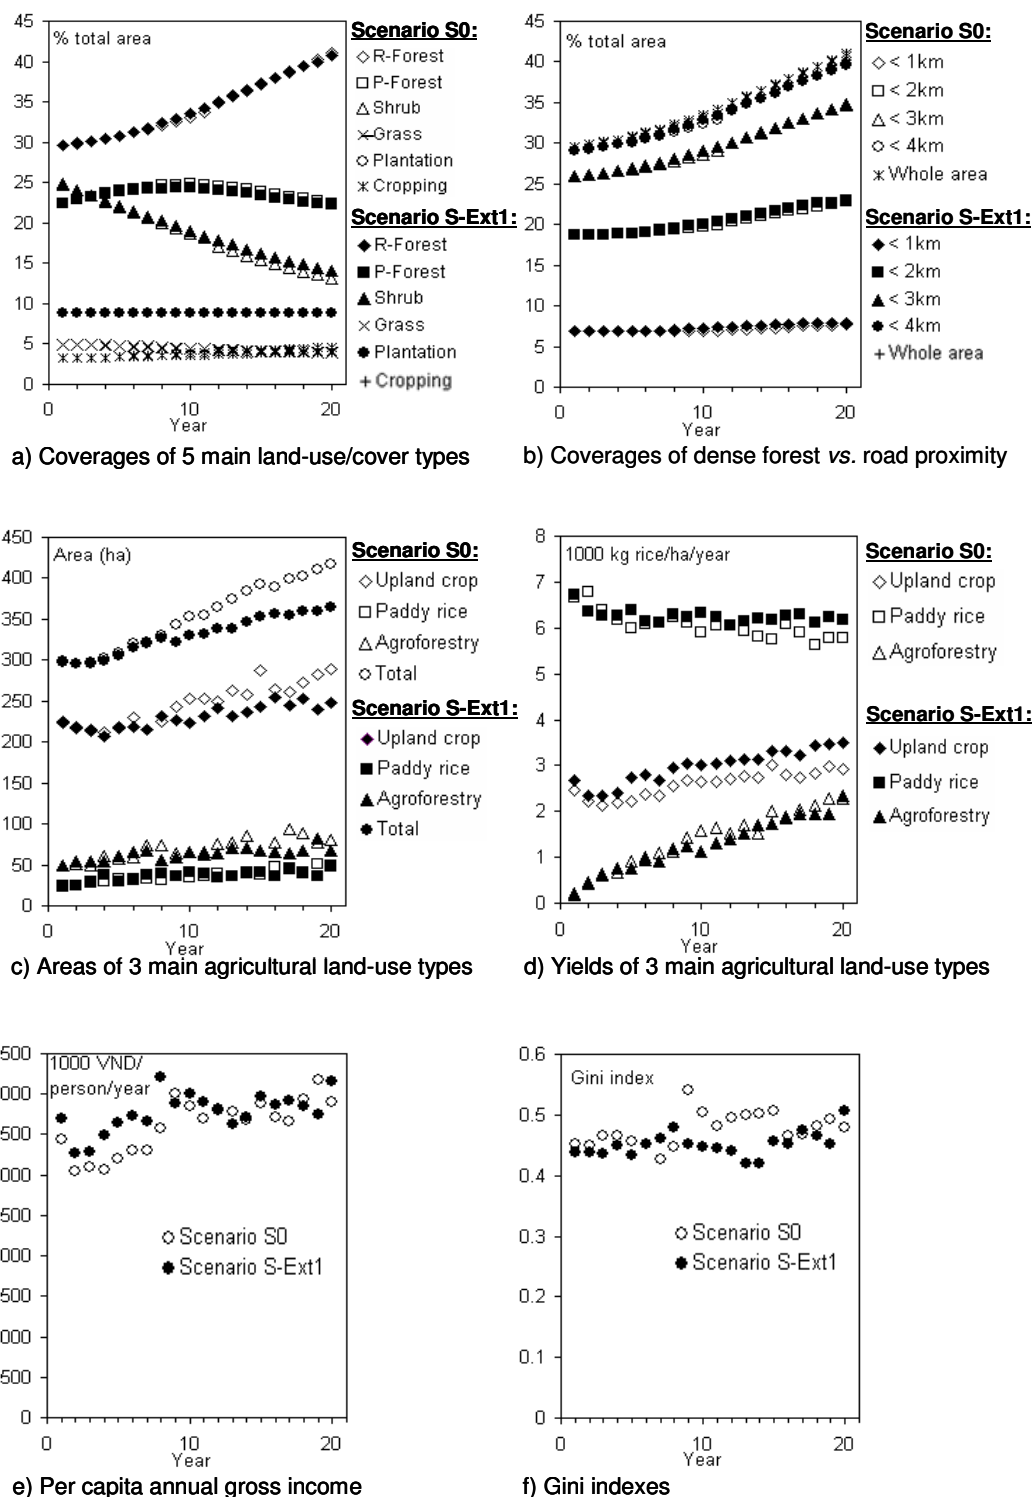 45
40
35
30
25
20
15
10
5
0
% total area
0 10 20
Year
Scenario S0:
R-Forest
P-Forest
Shrub
Grass
Plantation
Cropping
Scenario S-Ext1:
R-Forest
P-Forest
Shrub
Grass
Plantation
Cropping
a) Coverages of 5 main land-use/cover types
45
40
35
30
25
20
15
10
5
0
% total area
0 10 20
Year
Scenario S0:
< 1km
< 2km
< 3km
< 4km
Whole area
Scenario S-Ext1:
< 1km
< 2km
< 3km
< 4km
Whole area
b) Coverages of dense forest vs. road proximity
450
400
350
300
250
200
150
100
50
0
Area (ha)
0 10 20
Year
Scenario S0:
Upland crop
Paddy rice
Agroforestry
Total
Scenario S-Ext1:
Upland crop
Paddy rice
Agroforestry
Total
c) Areas of 3 main agricultural land-use types
8
7
6
5
4
3
2
1
0
1000 kg rice/ha/year
0 10 20
Year
Scenario S0:
Upland crop
Paddy rice
Agroforestry
Scenario S-Ext1:
Upland crop
Paddy rice
Agroforestry
d) Yields of 3 main agricultural land-use types
500
000
500
000
500
000
500
000
500
0
1000 VND/
person/year
Scenario S0
Scenario S-Ext1
0 10 20
Year
e) Per capita annual gross income
0.6
0.5
0.4
0.3
0.2
0.1
0
Gini index
Scenario S0
Scenario S-Ext1
0 10 20
Year
f) Gini indexes